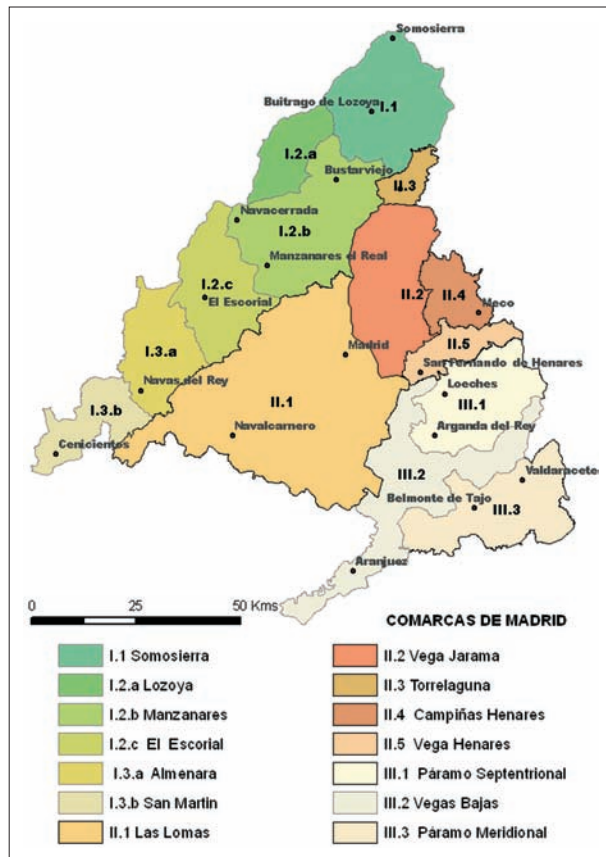 Somosierra
Buitrago de Lozoya
I.1
I.2.a
Bustarviejo
II.3
Navacerrada
I.2.b
Manzanares el Real
I.2.c
El Escorial
II.2
II.4
Meco
II.5
I.3.a
Madrid
San Fernando de Henares
Navas del Rey
Loeches
II.1
III.1
I.3.b
Navalcarnero
Arganda del Rey
Cenicientos
III.2
Valdaracete
Belmonte de Tajo
III.3
Aranjuez
0 25 50 Kms
COMARCAS DE MADRID
I.1 Somosierra
I.2.a Lozoya
I.2.b Manzanares
I.2.c El Escorial
I.3.a Almenara
I.3.b San Martin
II.1 Las Lomas
II.2 Vega Jarama
II.3 Torrelaguna
II.4 Campiñas Henares
II.5 Vega Henares
III.1 Páramo Septentrional
III.2 Vegas Bajas
III.3 Páramo Meridional